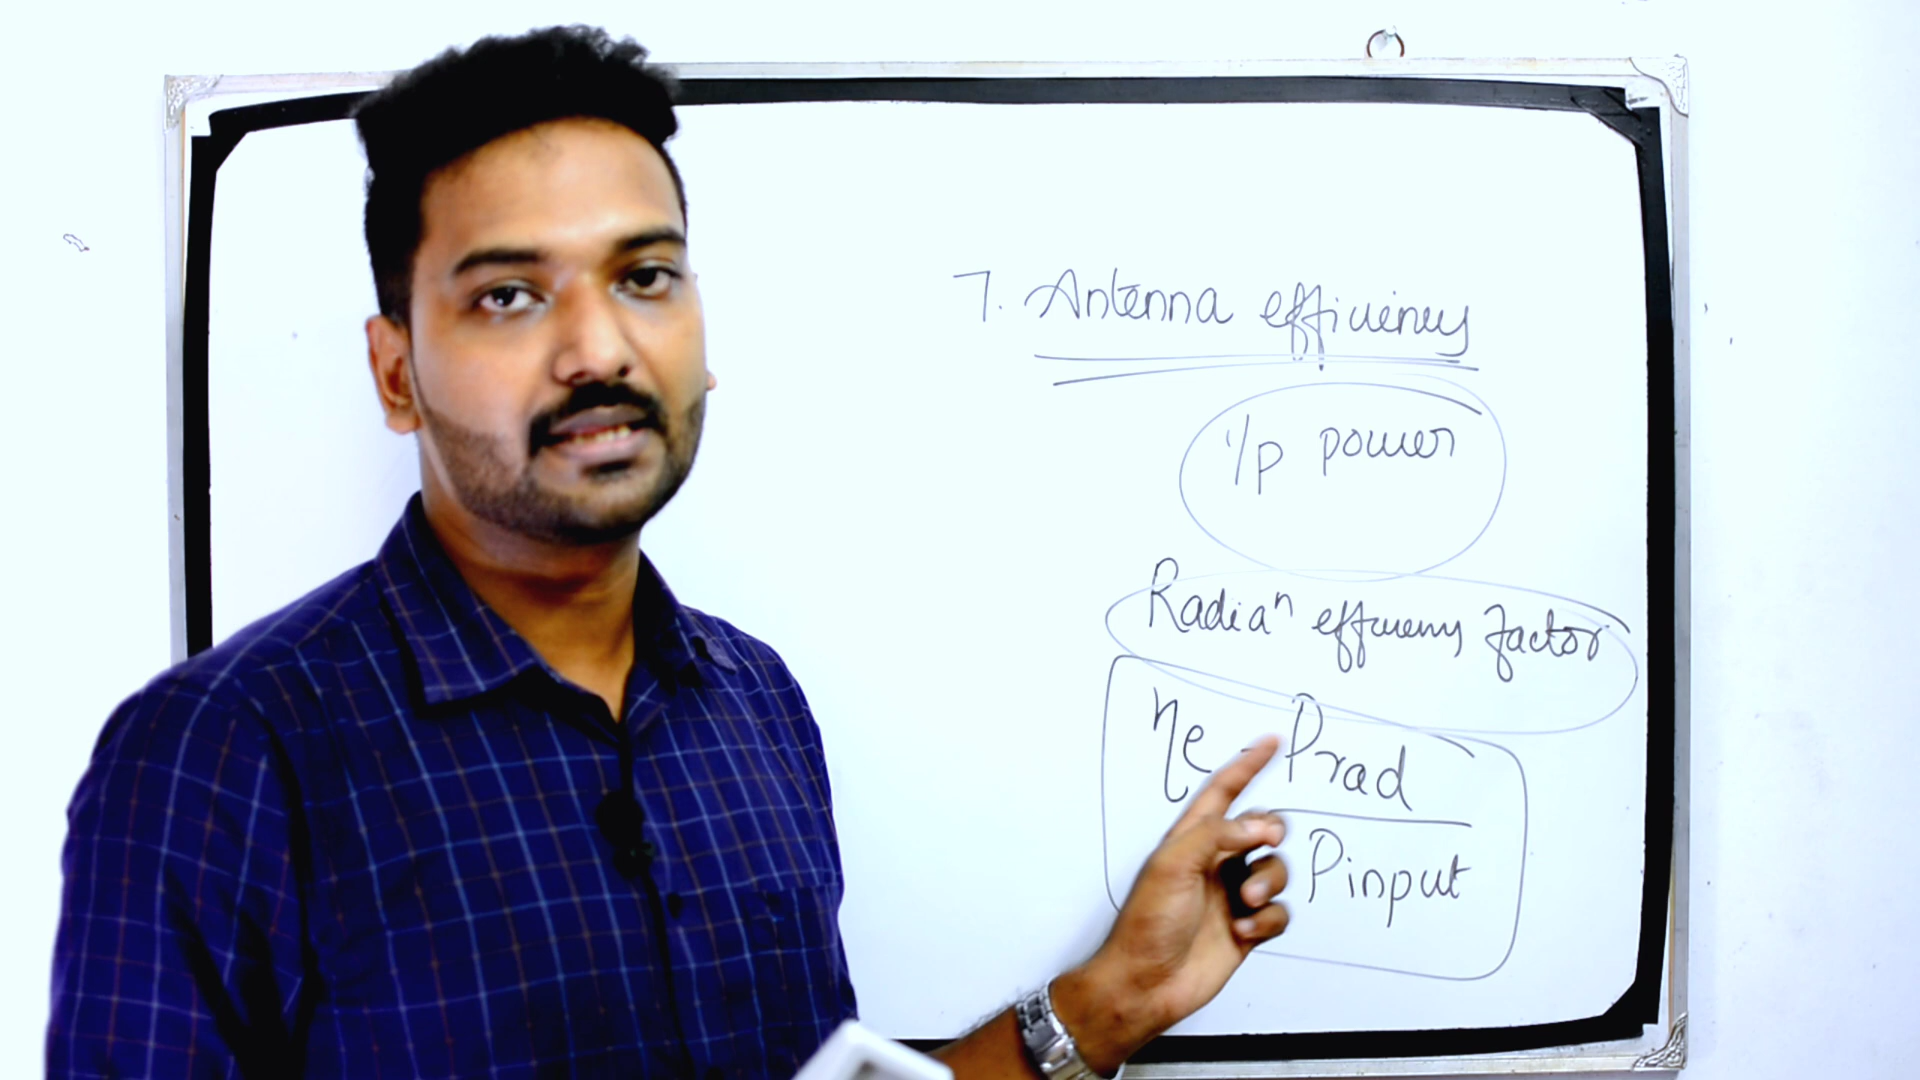 7. Antenna efficiency
i/p power
Radiaⁿ efficiency factor
ηe = Prad
Pinput